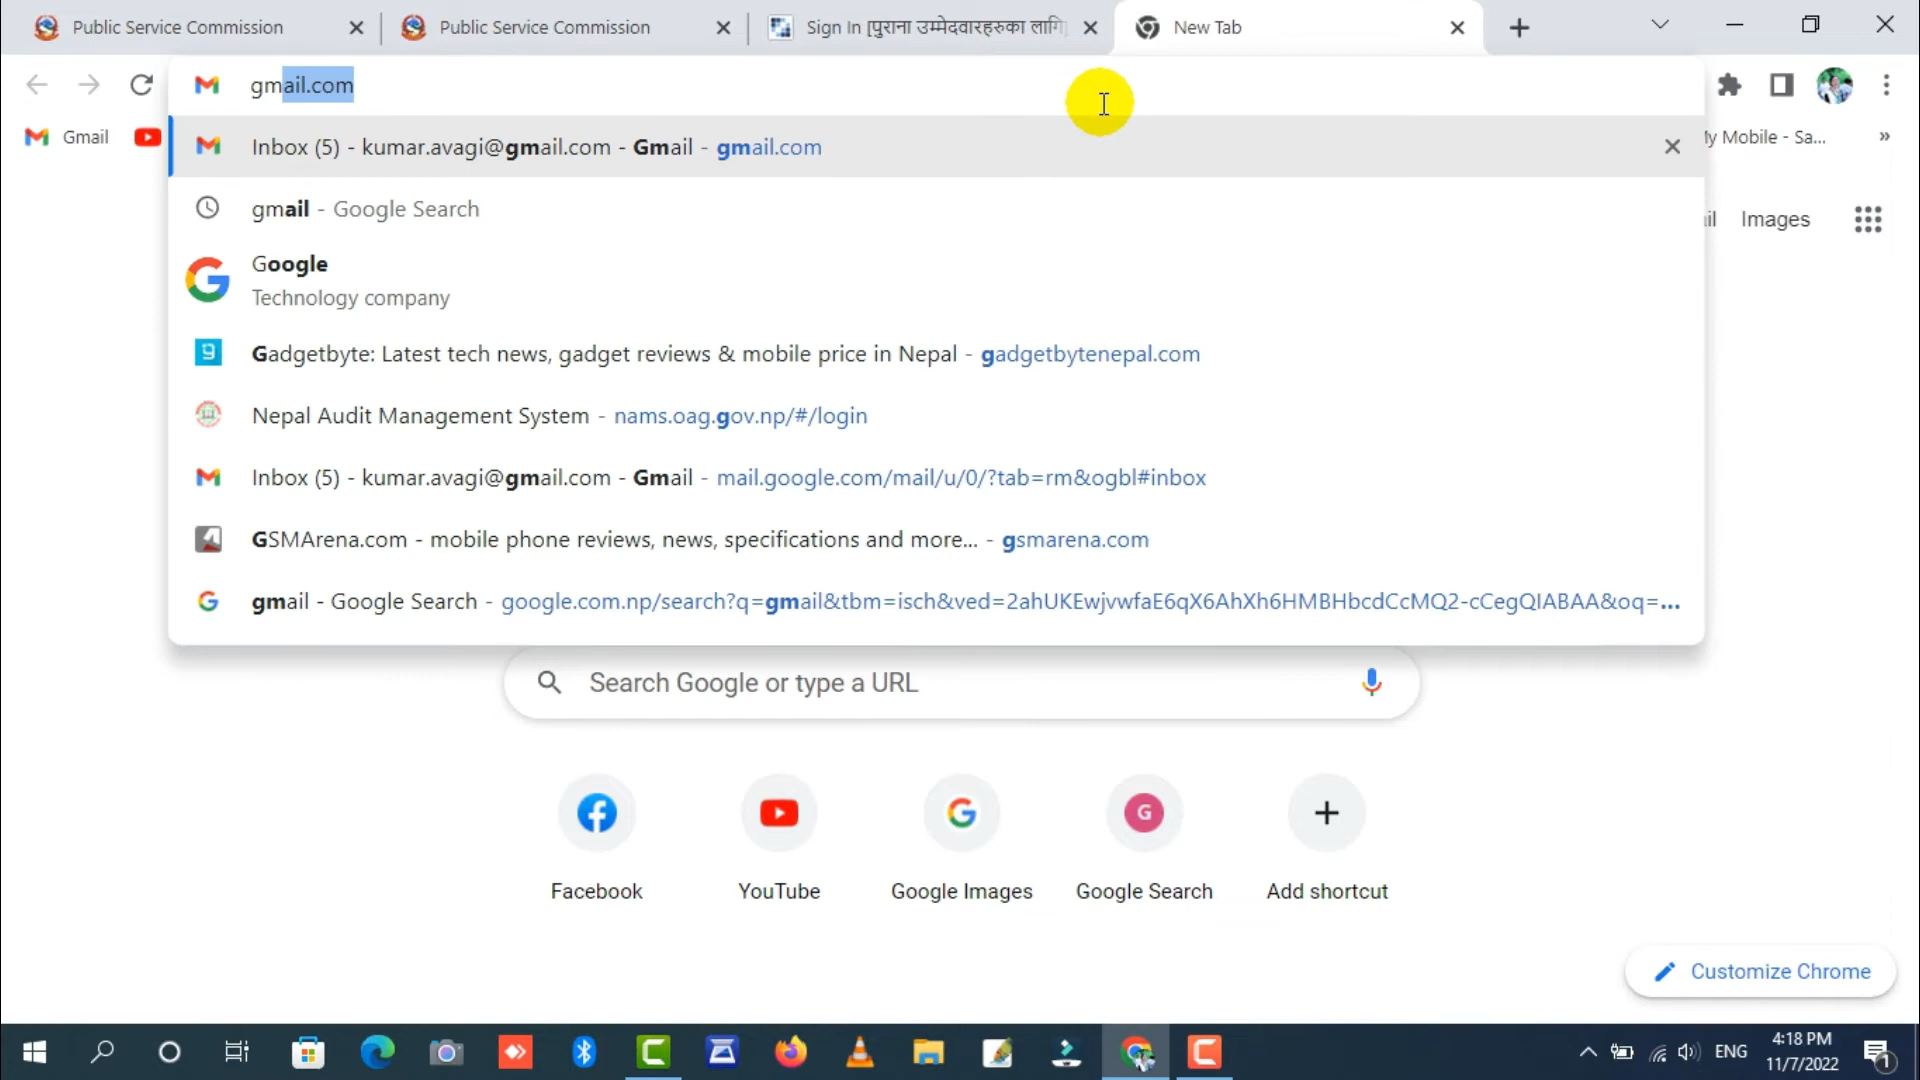 Public Service Commission
Public Service Commission
Sign In [पुराना उम्मेदवारहरुका लागि
New Tab
gmail.com
Gmail
My Mobile - Sa...
»
Inbox (5) - kumar.avagi@gmail.com - Gmail - gmail.com
gmail - Google Search
Images
Google
Technology company
Gadgetbyte: Latest tech news, gadget reviews & mobile price in Nepal - gadgetbytenepal.com
Nepal Audit Management System - nams.oag.gov.np/#/login
Inbox (5) - kumar.avagi@gmail.com - Gmail - mail.google.com/mail/u/0/?tab=rm&ogbl#inbox
GSMArena.com - mobile phone reviews, news, specifications and more... - gsmarena.com
gmail - Google Search - google.com.np/search?q=gmail&tbm=isch&ved=2ahUKEwjvwfaE6qX6AhXh6HMBHbcdCcMQ2-cCegQIABAA&oq=...
Search Google or type a URL
G
Facebook
YouTube
Google Images
Google Search
Add shortcut
Customize Chrome
ENG
4:18 PM
11/7/2022
1